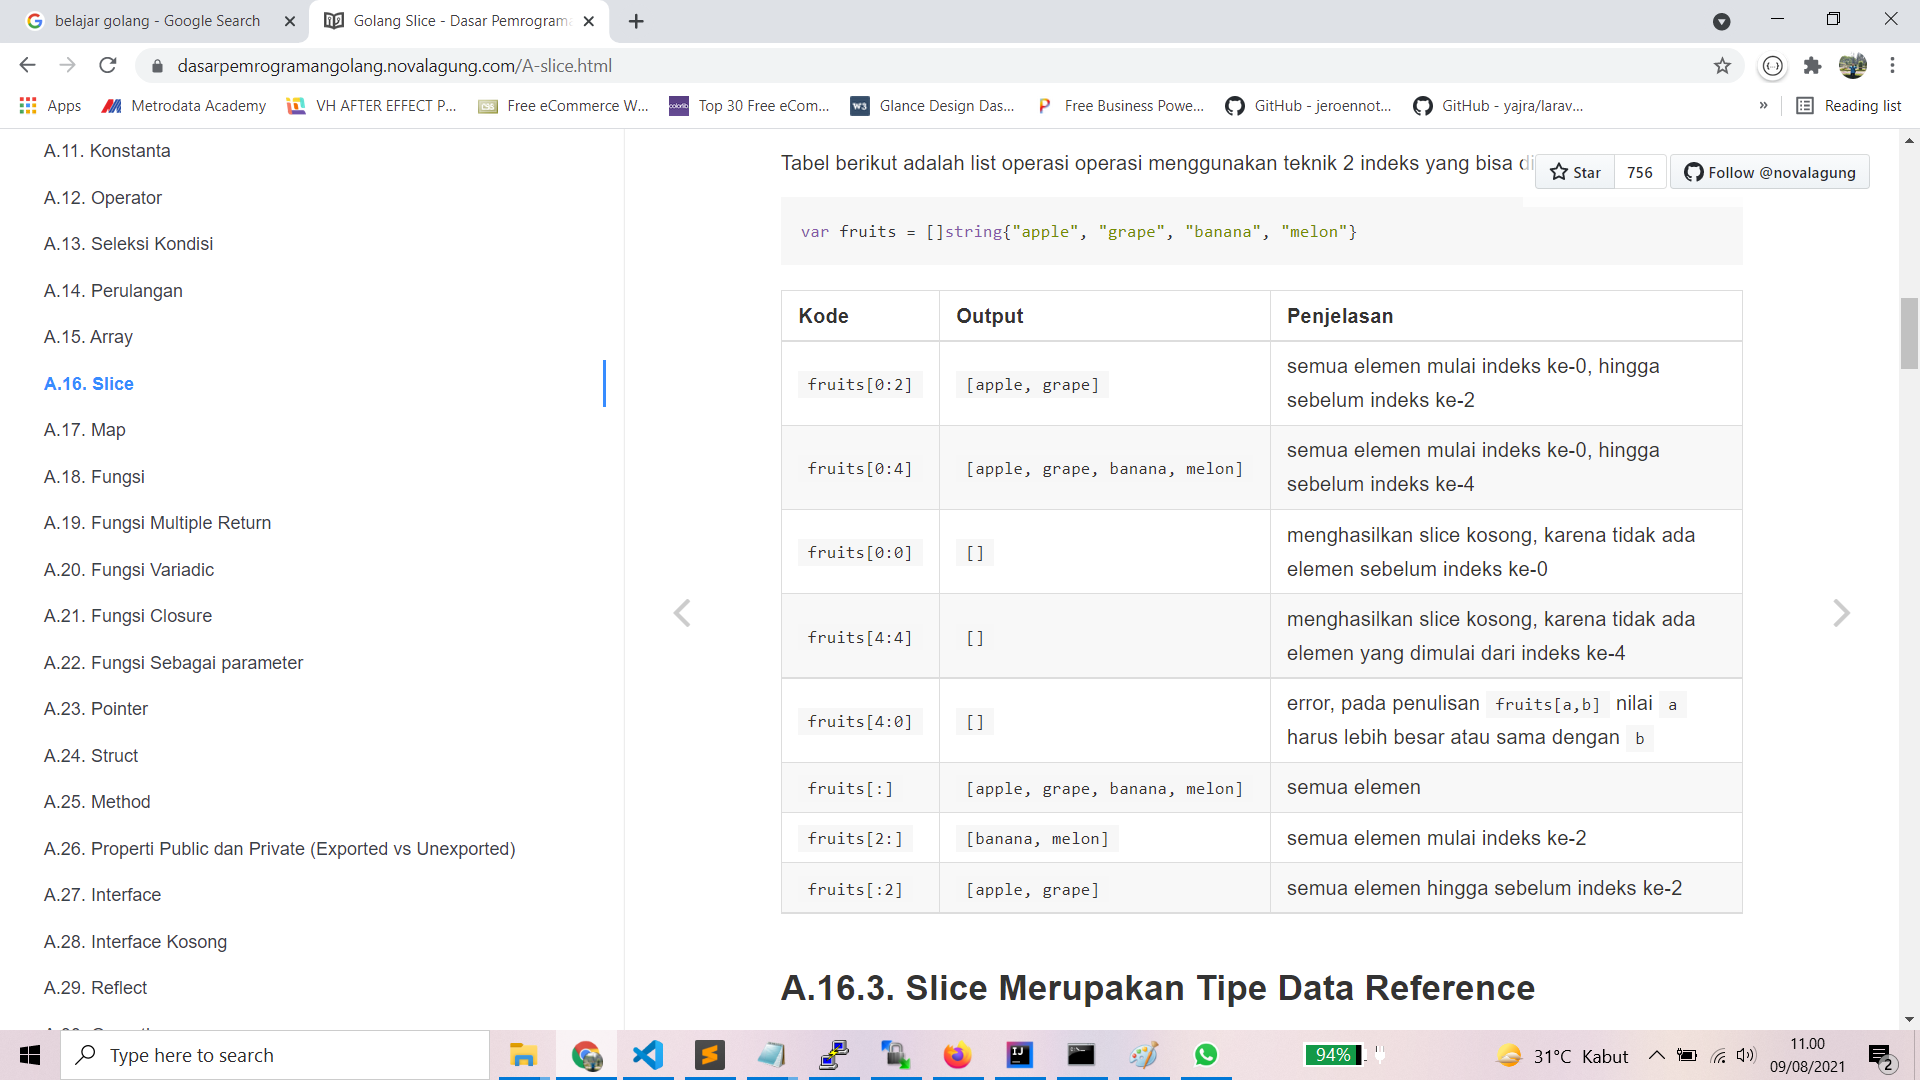 belajar golang - Google Search
Golang Slice - Dasar Pemrogram
dasarpemrogramangolang.novalagung.com/A-slice.html
Apps
Metrodata Academy
VH AFTER EFFECT P...
Free eCommerce W...
Top 30 Free eCom...
Glance Design Das...
Free Business Powe...
GitHub - jeroennot...
GitHub - yajra/larav...
»
Reading list
A.11. Konstanta
A.12. Operator
A.13. Seleksi Kondisi
A.14. Perulangan
A.15. Array
A.16. Slice
A.17. Map
A.18. Fungsi
A.19. Fungsi Multiple Return
A.20. Fungsi Variadic
A.21. Fungsi Closure
A.22. Fungsi Sebagai parameter
A.23. Pointer
A.24. Struct
A.25. Method
A.26. Properti Public dan Private (Exported vs Unexported)
A.27. Interface
A.28. Interface Kosong
A.29. Reflect
Tabel berikut adalah list operasi operasi menggunakan teknik 2 indeks yang bisa di
Star
756
Follow @novalagung
var fruits = []string{"apple", "grape", "banana", "melon"}
Kode Output Penjelasan
fruits[0:2] [apple, grape] semua elemen mulai indeks ke-0, hingga
sebelum indeks ke-2
fruits[0:4] [apple, grape, banana, melon] semua elemen mulai indeks ke-0, hingga
sebelum indeks ke-4
fruits[0:0] [] menghasilkan slice kosong, karena tidak ada
elemen sebelum indeks ke-0
fruits[4:4] [] menghasilkan slice kosong, karena tidak ada
elemen yang dimulai dari indeks ke-4
fruits[4:0] [] error, pada penulisan fruits[a,b] nilai a
harus lebih besar atau sama dengan b
fruits[:] [apple, grape, banana, melon] semua elemen
fruits[2:] [banana, melon] semua elemen mulai indeks ke-2
fruits[:2] [apple, grape] semua elemen hingga sebelum indeks ke-2
A.16.3. Slice Merupakan Tipe Data Reference
Type here to search
94%
31°C Kabut
11.00
09/08/2021
2